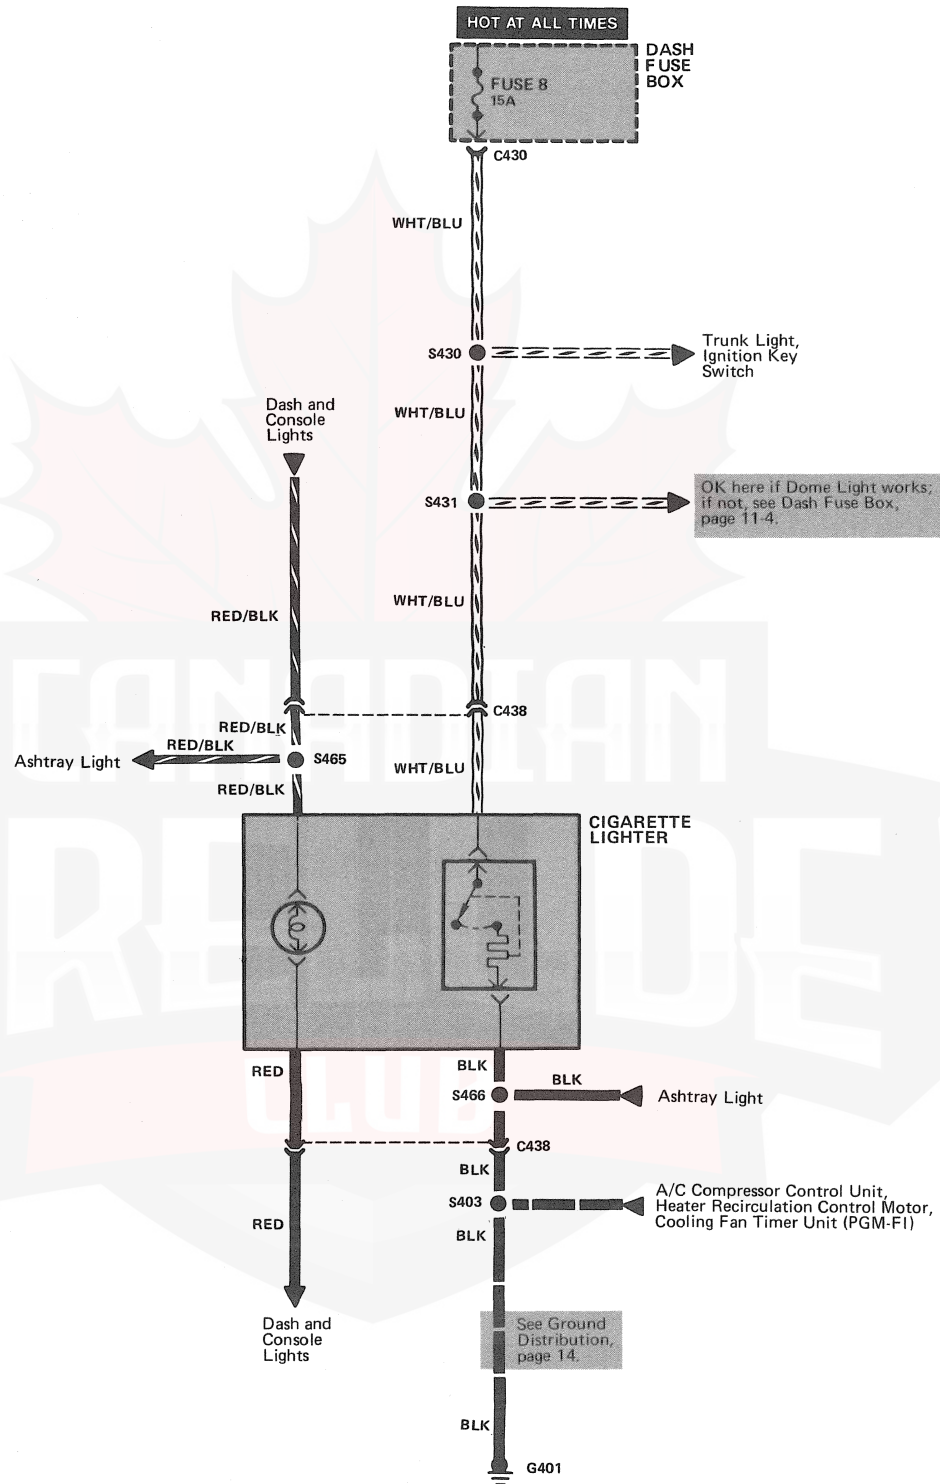 HOT AT ALL TIMES
DASH
FUSE
BOX
FUSE 8
15A
C430
WHT/BLU
S430
Trunk Light,
Ignition Key
Switch
Dash and
Console
Lights
WHT/BLU
S431
OK here if Dome Light works;
if not, see Dash Fuse Box,
page 11-4.
WHT/BLU
RED/BLK
C438
RED/BLK
RED/BLK
Ashtray Light
S465
WHT/BLU
RED/BLK
CIGARETTE
LIGHTER
CANADIAN
CLUB
RED
BLK
S466
BLK
Ashtray Light
C438
BLK
S403
A/C Compressor Control Unit,
Heater Recirculation Control Motor,
Cooling Fan Timer Unit (PGM-FI)
RED
BLK
Dash and
Console
Lights
See Ground
Distribution,
page 14.
BLK
G401